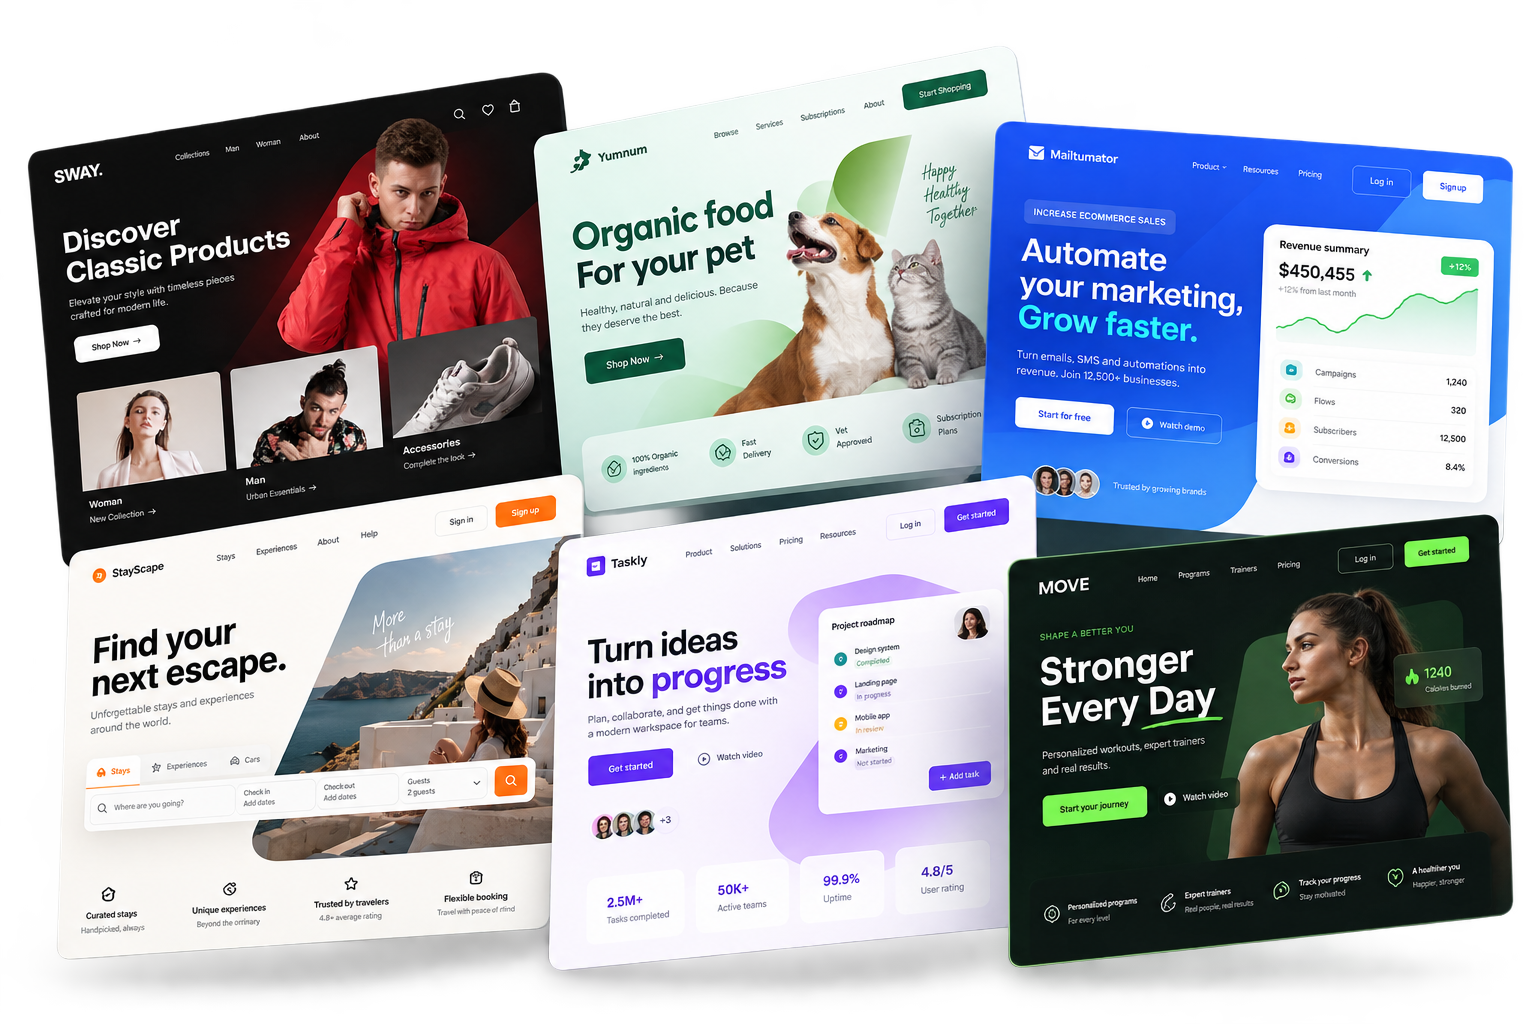 SWAY.
Collections Man Woman About
Discover
Classic Products
Elevate your style with timeless pieces
crafted for modern life.
Shop Now →
Woman
New Collection →
Man
Urban Essentials →
Accessories
Complete the look →
Yumnum
Browse Services Subscriptions About
Start Shopping
Organic food
For your pet
Healthy, natural and delicious. Because
they deserve the best.
Shop Now →
Happy
Healthy
Together
100% Organic
ingredients
Fast
Delivery
Vet
Approved
Subscription
Plans
Mailtumator
Product Resources Pricing
Log in
Sign up
INCREASE ECOMMERCE SALES
Automate
your marketing,
Grow faster.
Turn emails, SMS and automations into
revenue. Join 12,500+ businesses.
Start for free
Watch demo
Trusted by growing brands
Revenue summary
$450,455
+12%
+12% from last month
Campaigns 1,240
Flows 320
Subscribers 12,500
Conversions 8.4%
StayScape
Stays Experiences About Help
Sign in
Sign up
Find your
next escape.
Unforgettable stays and experiences
around the world.
More
than a stay
Stays
Experiences
Cars
Where are you going?
Check in
Add dates
Check out
Add dates
Guests
2 guests
Curated stays
Handpicked, always
Unique experiences
Beyond the orrinary
Trusted by travelers
4.8+ average rating
Flexible booking
Travel with peace of mind
Taskly
Product Solutions Pricing Resources
Log in
Get started
Turn ideas
into progress
Plan, collaborate, and get things done with
a modern warkspace for teams.
Get started
Watch video
+3
Project roadmap
Design system
Completed
Landing page
In progress
Moblie app
In review
Marketing
Not started
+ Add task
2.5M+
Tasks completed
50K+
Active teams
99.9%
Uptime
4.8/5
User rating
MOVE
Home Programs Trainers Pricing
Log in
Get started
SHAPE A BETTER YOU
Stronger
Every Day
Personalized workouts, expert trainers
and real results.
Start your journey
Watch video
1240
Calories burned
Personalized programs
For every level
Expert trainers
Real people, real results
Track your progress
Stay motivated
A healthier you
Happier, stronger